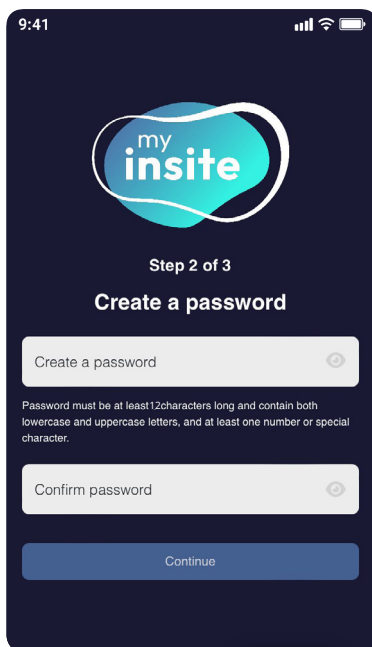 9:41
my
insite
Step 2 of 3
Create a password
Create a password
Password must be at least12characters long and contain both
lowercase and uppercase letters, and at least one number or special
character.
Confirm password
Continue